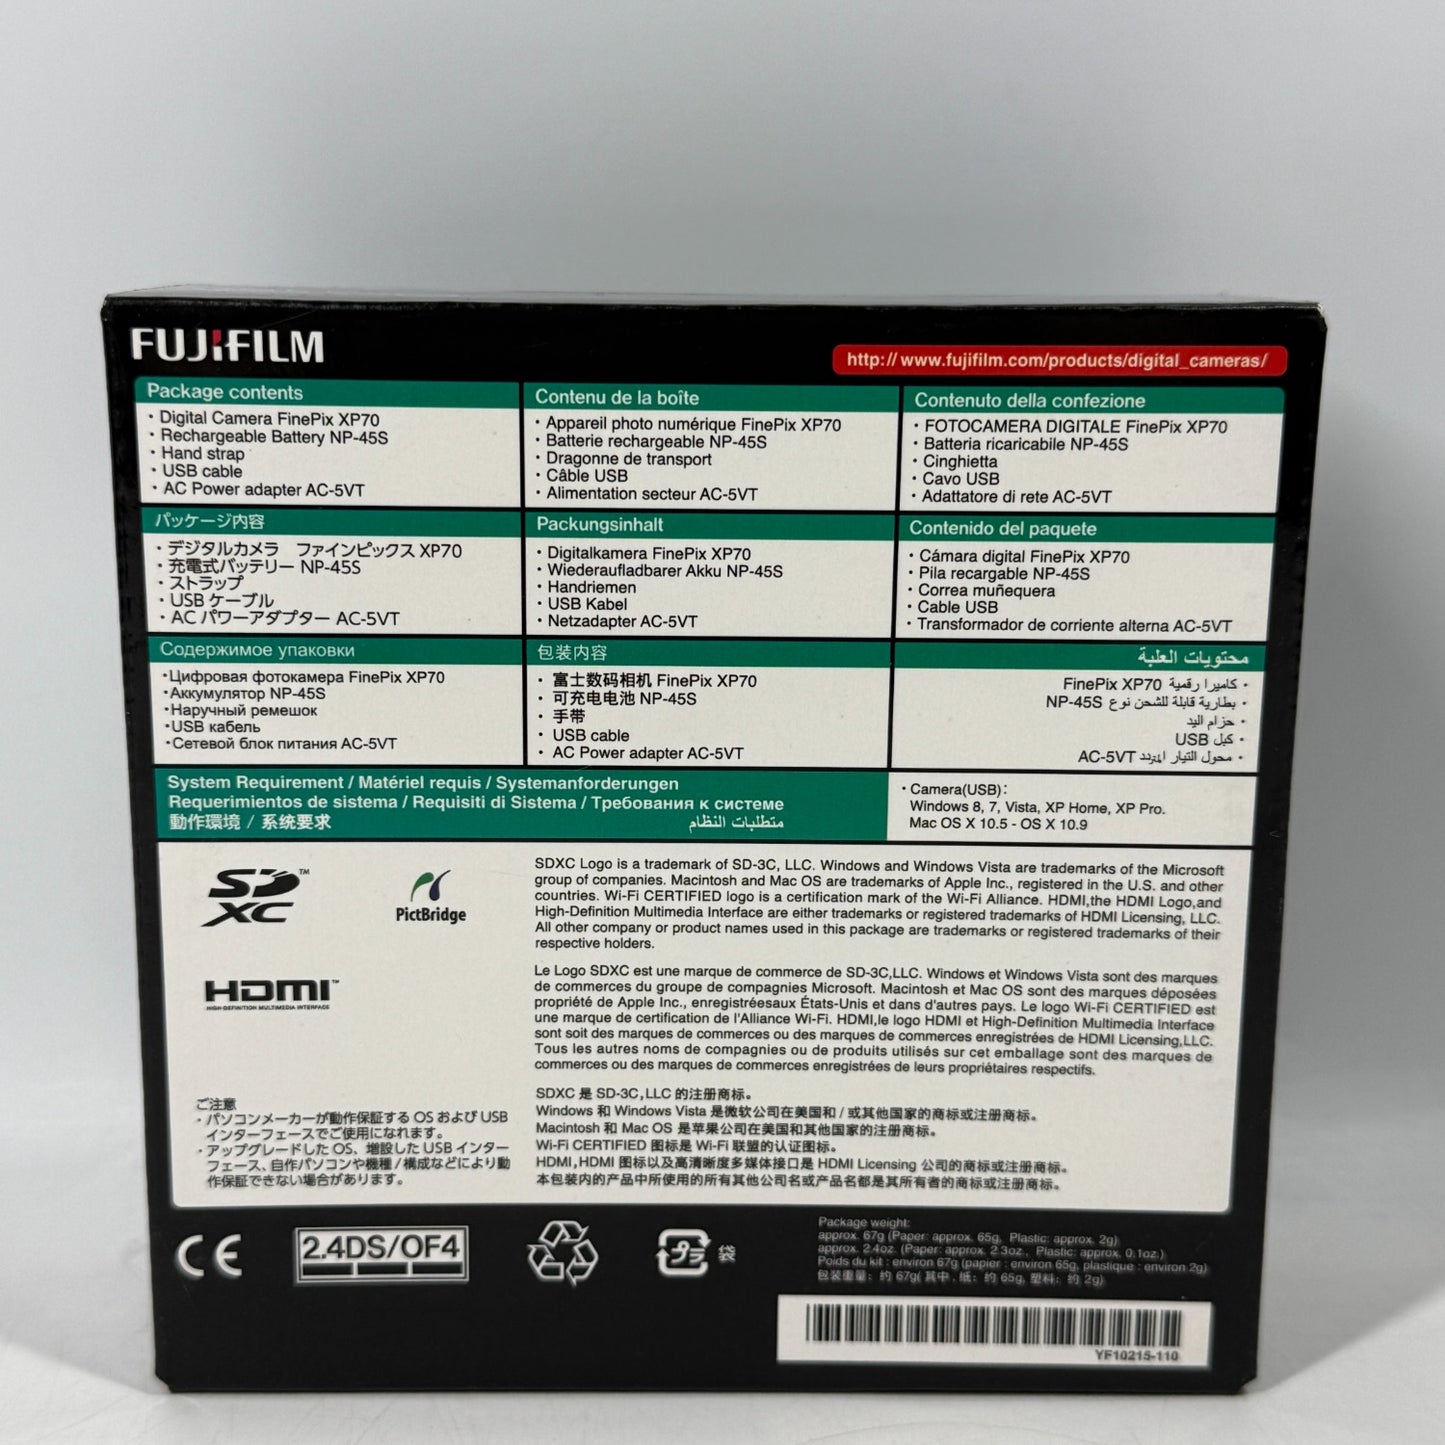 FUJIFILM
http://www.fujifilm.com/products/digital_cameras/
Package contents
・Digital Camera FinePix XP70
・Rechargeable Battery NP-45S
・Hand strap
・USB cable
・AC Power adapter AC-5VT
Contenu de la boîte
・Appareil photo numérique FinePix XP70
・Batterie rechargeable NP-45S
・Dragonne de transport
・Câble USB
・Alimentation secteur AC-5VT
Contenuto della confezione
・FOTOCAMERA DIGITALE FinePix XP70
・Batteria ricaricabile NP-45S
・Cinghietta
・Cavo USB
・Adattatore di rete AC-5VT
パッケージ内容
・デジタルカメラ ファインピックス XP70
・充電式バッテリー NP-45S
・ストラップ
・USB ケーブル
・AC パワーアダプター AC-5VT
Packungsinhalt
・Digitalkamera FinePix XP70
・Wiederaufladbarer Akku NP-45S
・Handriemen
・USB Kabel
・Netzadapter AC-5VT
Contenido del paquete
・Cámara digital FinePix XP70
・Pila recargable NP-45S
・Correa muñequera
・Cable USB
・Transformador de corriente alterna AC-5VT
Содержимое упаковки
・Цифровая фотокамера FinePix XP70
・Аккумулятор NP-45S
・Наручный ремешок
・USB кабель
・Сетевой блок питания AC-5VT
包装内容
・富士数码相机 FinePix XP70
・可充电电池 NP-45S
・手带
・USB cable
・AC Power adapter AC-5VT
محتويات العلبة
・كاميرا رقمية FinePix XP70
・بطارية قابلة للشحن نوع NP-45S
・حزام اليد
・كبل USB
・محول التيار المتردد AC-5VT
System Requirement / Matériel requis / Systemanforderungen
Requerimientos de sistema / Requisiti di Sistema / Требования к системе
動作環境 / 系统要求 متطلبات النظام
・Camera(USB):
Windows 8, 7, Vista, XP Home, XP Pro.
Mac OS X 10.5 - OS X 10.9
SD XC TM
PictBridge
HDMI TM
HIGH-DEFINITION MULTIMEDIA INTERFACE
SDXC Logo is a trademark of SD-3C, LLC. Windows and Windows Vista are trademarks of the Microsoft
group of companies. Macintosh and Mac OS are trademarks of Apple Inc., registered in the U.S. and other
countries. Wi-Fi CERTIFIED logo is a certification mark of the Wi-Fi Alliance. HDMI,the HDMI Logo,and
High-Definition Multimedia Interface are either trademarks or registered trademarks of HDMI Licensing, LLC.
All other company or product names used in this package are trademarks or registered trademarks of their
respective holders.
Le Logo SDXC est une marque de commerce de SD-3C,LLC. Windows et Windows Vista sont des marques
de commerces du groupe de compagnies Microsoft. Macintosh et Mac OS sont des marques déposées
propriété de Apple Inc., enregistréesaux États-Unis et dans d'autres pays. Le logo Wi-Fi CERTIFIED est
une marque de certification de l'Alliance Wi-Fi. HDMI,le logo HDMI et High-Definition Multimedia Interface
sont soit des marques de commerces ou des marques de commerces enregistrées de HDMI Licensing,LLC.
Tous les autres noms de compagnies ou de produits utilisés sur cet emballage sont des marques de
commerces ou des marques de commerces enregistrées de leurs propriétaires respectifs.
SDXC 是 SD-3C,LLC 的注册商标。
Windows 和 Windows Vista 是微软公司在美国和 / 或其他国家的商标或注册商标。
Macintosh 和 Mac OS 是苹果公司在美国和其他国家的注册商标。
Wi-Fi CERTIFIED 图标是 Wi-Fi 联盟的认证图标。
HDMI,HDMI 图标以及高清晰度多媒体接口是 HDMI Licensing 公司的商标或注册商标。
本包装内的产品中所使用的所有其他公司名或产品名都是其所有者的商标或注册商标。
ご注意
・パソコンメーカーが動作保証する OS および USB
インターフェースでご使用になれます。
・アップグレードした OS、増設した USB インター
フェース、自作パソコンや機種 / 構成などにより動
作保証できない場合があります。
CE
2.4DS/OF4
プラ
袋
Package weight:
approx. 67g (Paper: approx. 65g, Plastic: approx. 2g)
approx. 2.4oz. (Paper: approx. 2.3oz., Plastic: approx. 0.1oz.)
Poids du kit : environ 67g (papier : environ 65g, plastique : environ 2g)
包装重量：约 67g( 其中 , 纸：约 65g, 塑料：约 2g)
YF10215-110